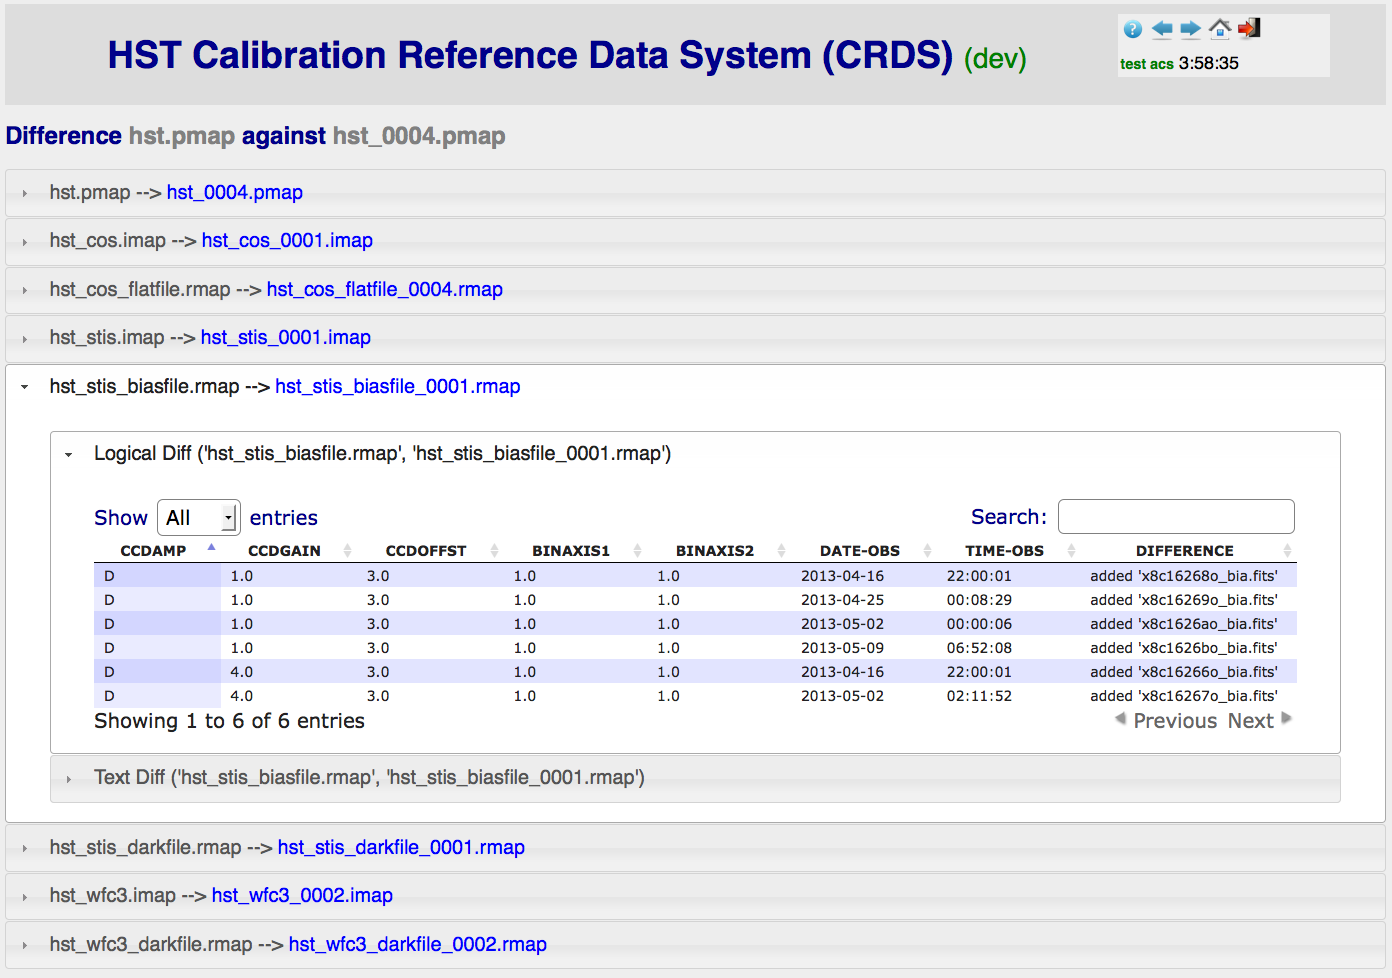 HST Calibration Reference Data System (CRDS) (dev)
?
test acs 3:58:35
Difference hst.pmap against hst_0004.pmap
hst.pmap --> hst_0004.pmap
hst_cos.imap --> hst_cos_0001.imap
hst_cos_flatfile.rmap --> hst_cos_flatfile_0004.rmap
hst_stis.imap --> hst_stis_0001.imap
hst_stis_biasfile.rmap --> hst_stis_biasfile_0001.rmap
Logical Diff ('hst_stis_biasfile.rmap', 'hst_stis_biasfile_0001.rmap')
Show All entries Search:
CCDAMP CCDGAIN CCDOFFST BINAXIS1 BINAXIS2 DATE-OBS TIME-OBS DIFFERENCE
D 1.0 3.0 1.0 1.0 2013-04-16 22:00:01 added 'x8c16268o_bia.fits'
D 1.0 3.0 1.0 1.0 2013-04-25 00:08:29 added 'x8c16269o_bia.fits'
D 1.0 3.0 1.0 1.0 2013-05-02 00:00:06 added 'x8c1626ao_bia.fits'
D 1.0 3.0 1.0 1.0 2013-05-09 06:52:08 added 'x8c1626bo_bia.fits'
D 4.0 3.0 1.0 1.0 2013-04-16 22:00:01 added 'x8c16266o_bia.fits'
D 4.0 3.0 1.0 1.0 2013-05-02 02:11:52 added 'x8c16267o_bia.fits'
Showing 1 to 6 of 6 entries Previous Next
Text Diff ('hst_stis_biasfile.rmap', 'hst_stis_biasfile_0001.rmap')
hst_stis_darkfile.rmap --> hst_stis_darkfile_0001.rmap
hst_wfc3.imap --> hst_wfc3_0002.imap
hst_wfc3_darkfile.rmap --> hst_wfc3_darkfile_0002.rmap